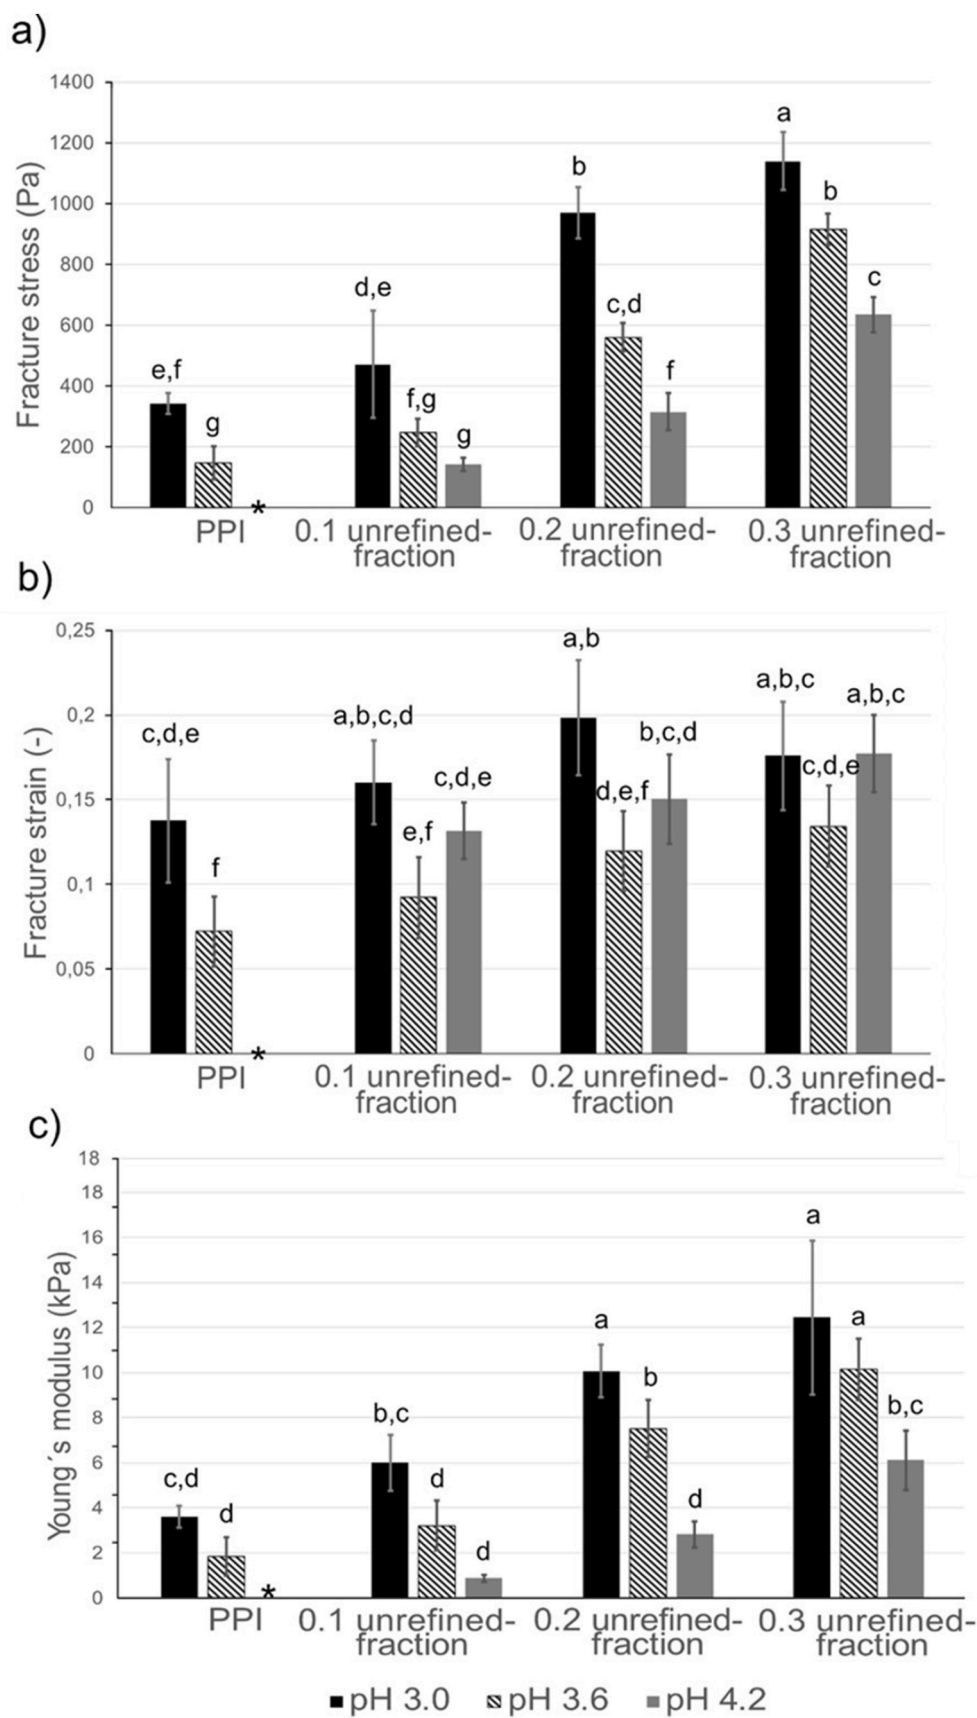 a)
Fracture stress (Pa)
1400
1200
1000
800
600
400
200
0
e,f
g
*
d,e
f,g
g
b
c,d
f
a
b
c
PPI
0.1 unrefined-
fraction
0.2 unrefined-
fraction
0.3 unrefined-
fraction
b)
Fracture strain (-)
0,25
0,2
0,15
0,1
0,05
0
c,d,e
f
*
a,b,c,d
e,f
c,d,e
a,b
d,e,f
b,c,d
a,b,c
c,d,e
a,b,c
PPI
0.1 unrefined-
fraction
0.2 unrefined-
fraction
0.3 unrefined-
fraction
c)
Young´s modulus (kPa)
18
18
16
14
12
10
8
6
4
2
0
c,d
d
*
b,c
d
d
a
b
d
a
a
b,c
PPI
0.1 unrefined-
fraction
0.2 unrefined-
fraction
0.3 unrefined-
fraction
pH 3.0
pH 3.6
pH 4.2